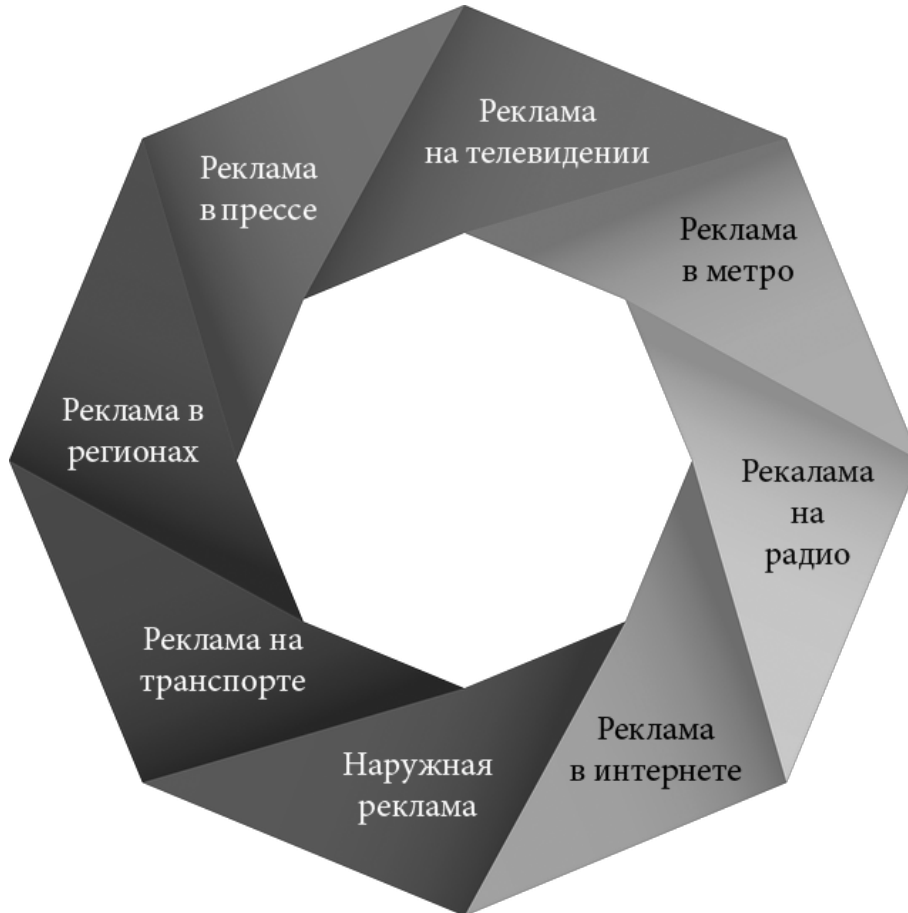 Реклама
на телевидении
Реклама
в метро
Рекалама
на
радио
Реклама
в интернете
Наружная
реклама
Реклама на
транспорте
Реклама в
регионах
Реклама
в прессе